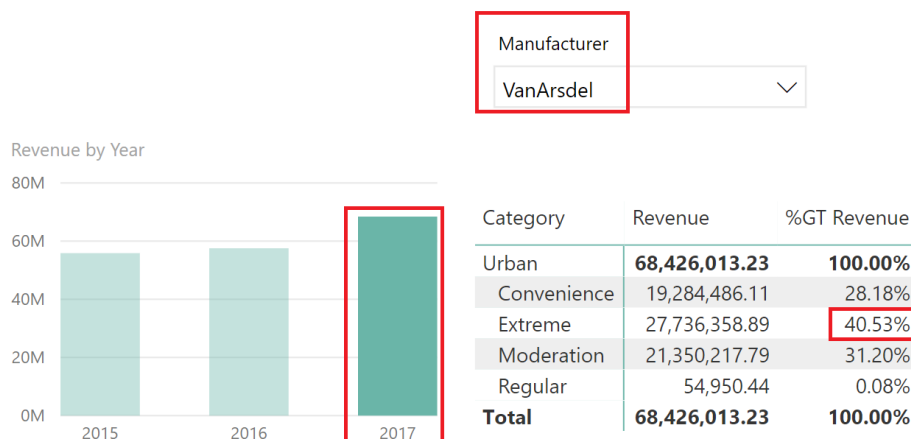 Manufacturer
VanArsdel
Revenue by Year
80M
60M
40M
20M
0M
2015 2016 2017
Category Revenue %GT Revenue
Urban 68,426,013.23 100.00%
Convenience 19,284,486.11 28.18%
Extreme 27,736,358.89 40.53%
Moderation 21,350,217.79 31.20%
Regular 54,950.44 0.08%
Total 68,426,013.23 100.00%